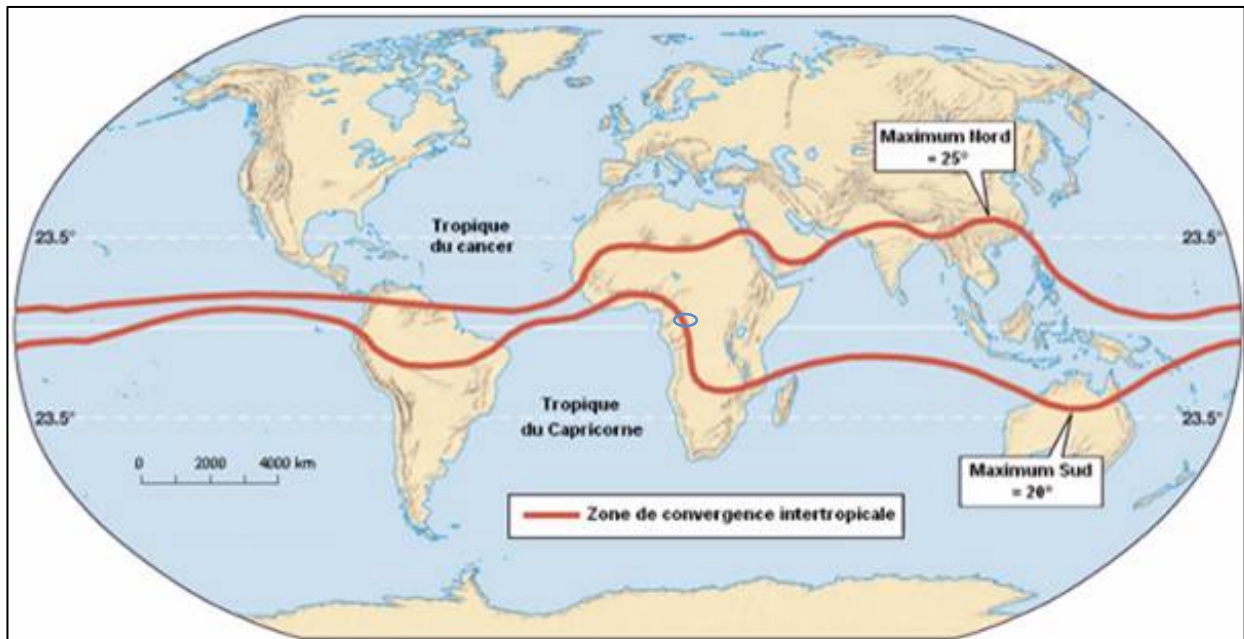 Maximum Nord
= 25°
Tropique
du cancer
23.5°
23.5°
Tropique
du Capricorne
23.5°
23.5°
0 2000 4000 km
Maximum Sud
= 20°
Zone de convergence intertropicale